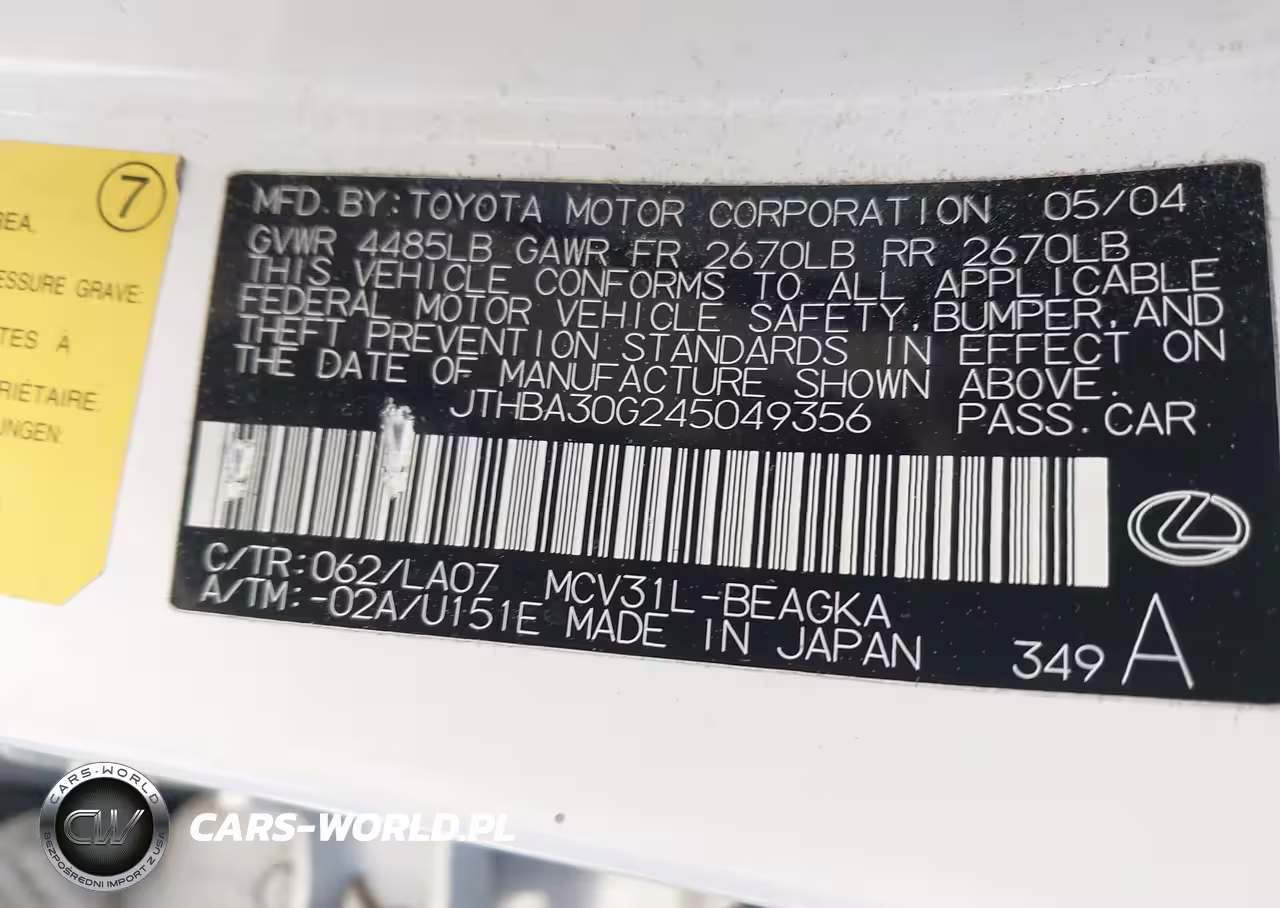 7
REA.
ESSURE GRAVE:
TES À
RIÉTAIRE.
UNGEN:
MFD. BY: TOYOTA MOTOR CORPORATION 05/04
GVWR 4485LB GAWR FR 2670LB RR 2670LB
THIS VEHICLE CONFORMS TO ALL APPLICABLE
FEDERAL MOTOR VEHICLE SAFETY, BUMPER, AND
THEFT PREVENTION STANDARDS IN EFFECT ON
THE DATE OF MANUFACTURE SHOWN ABOVE.
JTHBA30G245049356 PASS. CAR
C/TR: 062/LA07 MCV31L-BEAGKA
A/TM: -02A/U151E MADE IN JAPAN
349 A
CARS-WORLD
CW
BEZPOŚREDNI IMPORT Z USA
CARS-WORLD.PL